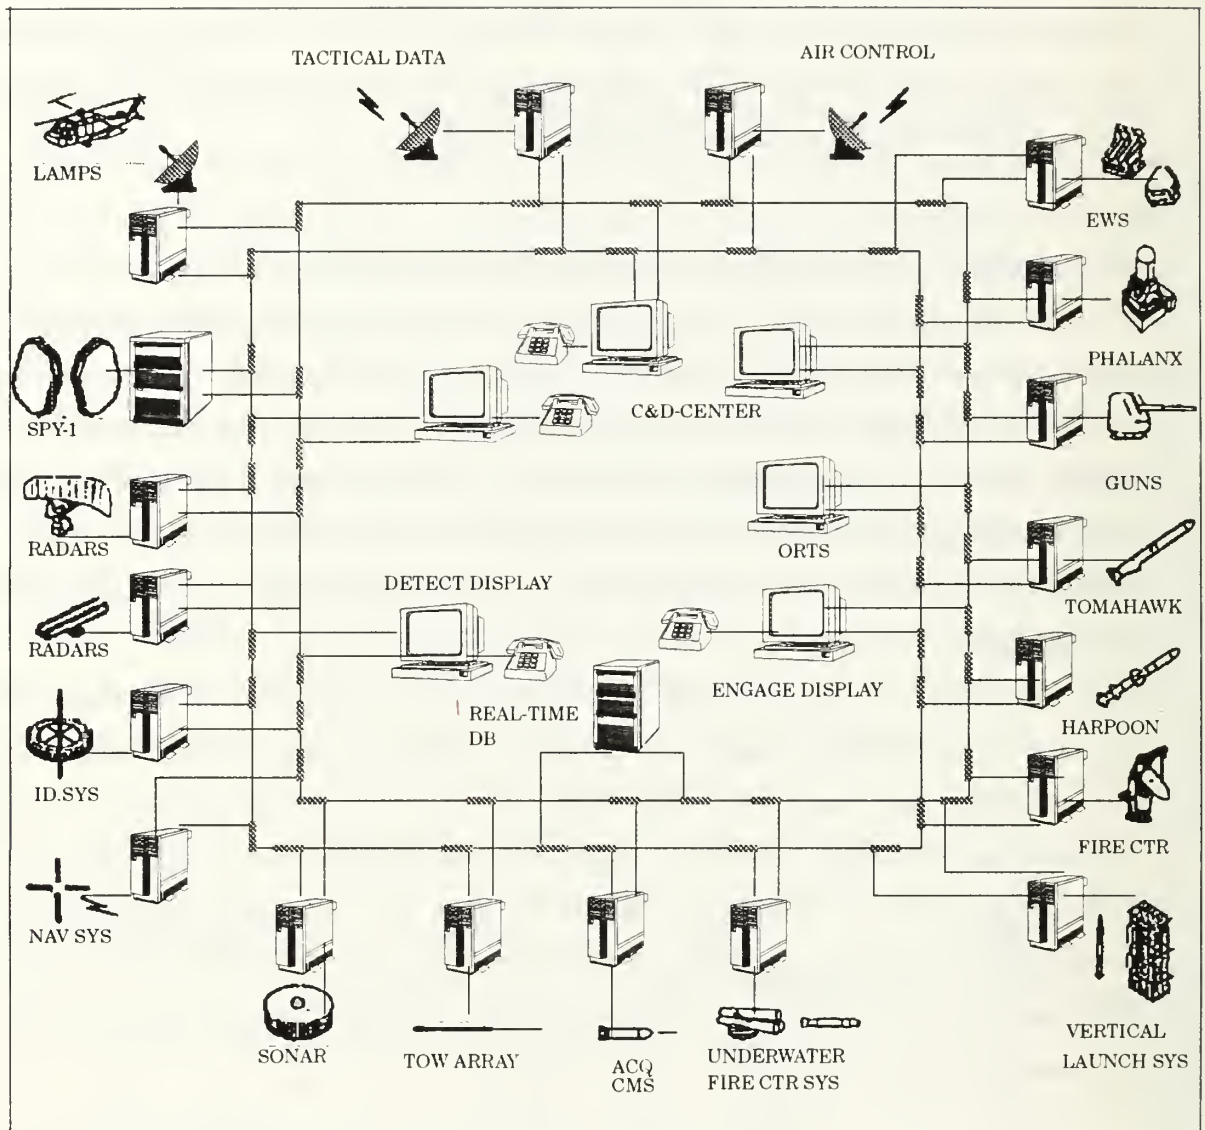 TACTICAL DATA
AIR CONTROL
LAMPS
EWS
PHALANX
SPY-1
C&D-CENTER
GUNS
RADARS
ORTS
DETECT DISPLAY
TOMAHAWK
RADARS
ENGAGE DISPLAY
REAL-TIME
DB
HARPOON
ID.SYS
FIRE CTR
NAV SYS
SONAR
TOW ARRAY
ACQ
CMS
UNDERWATER
FIRE CTR SYS
VERTICAL
LAUNCH SYS